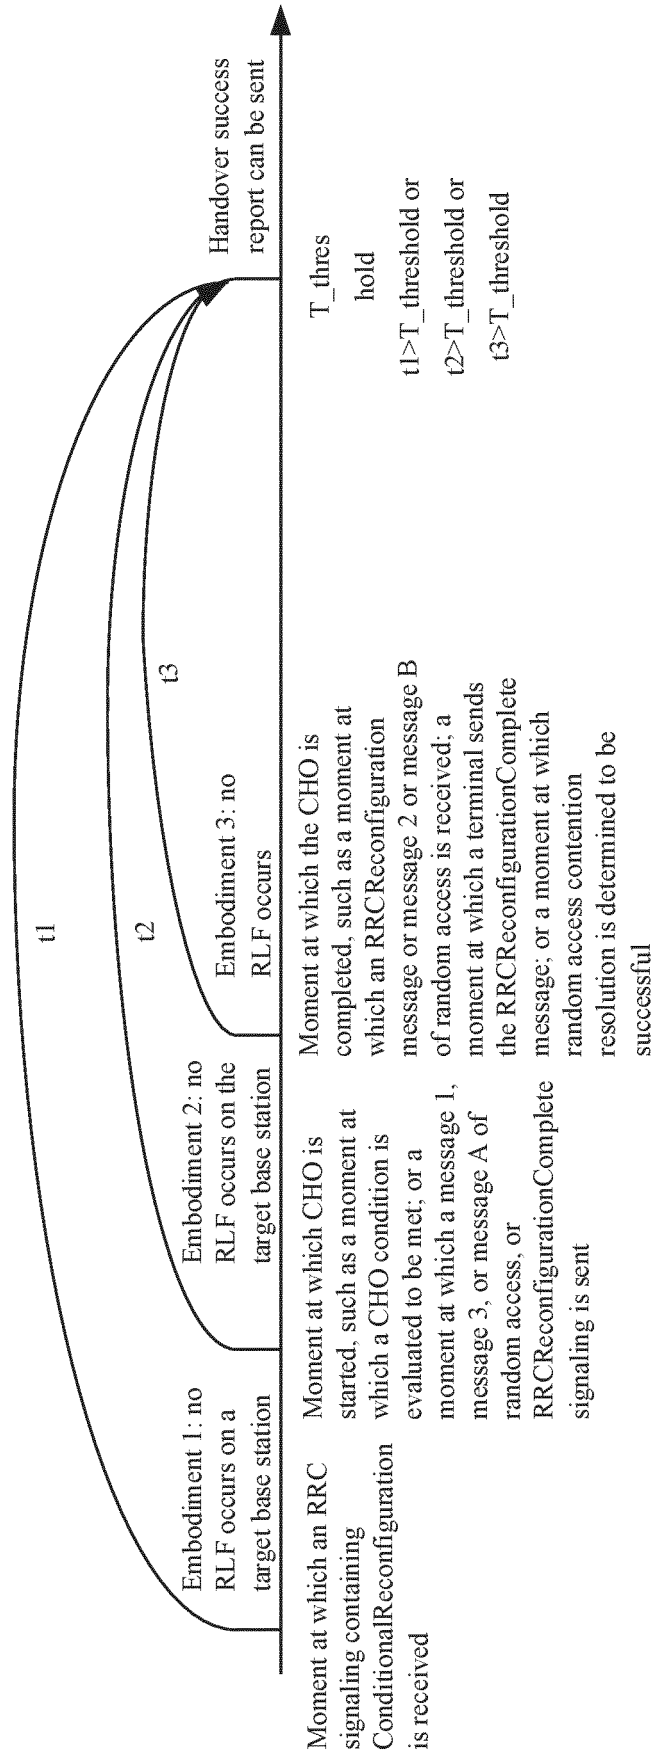 t1
t2
t3
Embodiment 1: no
RLF occurs on a
target base station
Embodiment 2: no
RLF occurs on the
target base station
Embodiment 3: no
RLF occurs
Handover success
report can be sent
Moment at which an RRC
signaling containing
ConditionalReconfiguration
is received
Moment at which CHO is
started, such as a moment at
which a CHO condition is
evaluated to be met; or a
moment at which a message 1,
message 3, or message A of
random access, or
RRCReconfigurationComplete
signaling is sent
Moment at which the CHO is
completed, such as a moment at
which an RRCReconfiguration
message or message 2 or message B
of random access is received; a
moment at which a terminal sends
the RRCReconfigurationComplete
message; or a moment at which
random access contention
resolution is determined to be
successful
T_thres
hold
t1>T_threshold or
t2>T_threshold or
t3>T_threshold